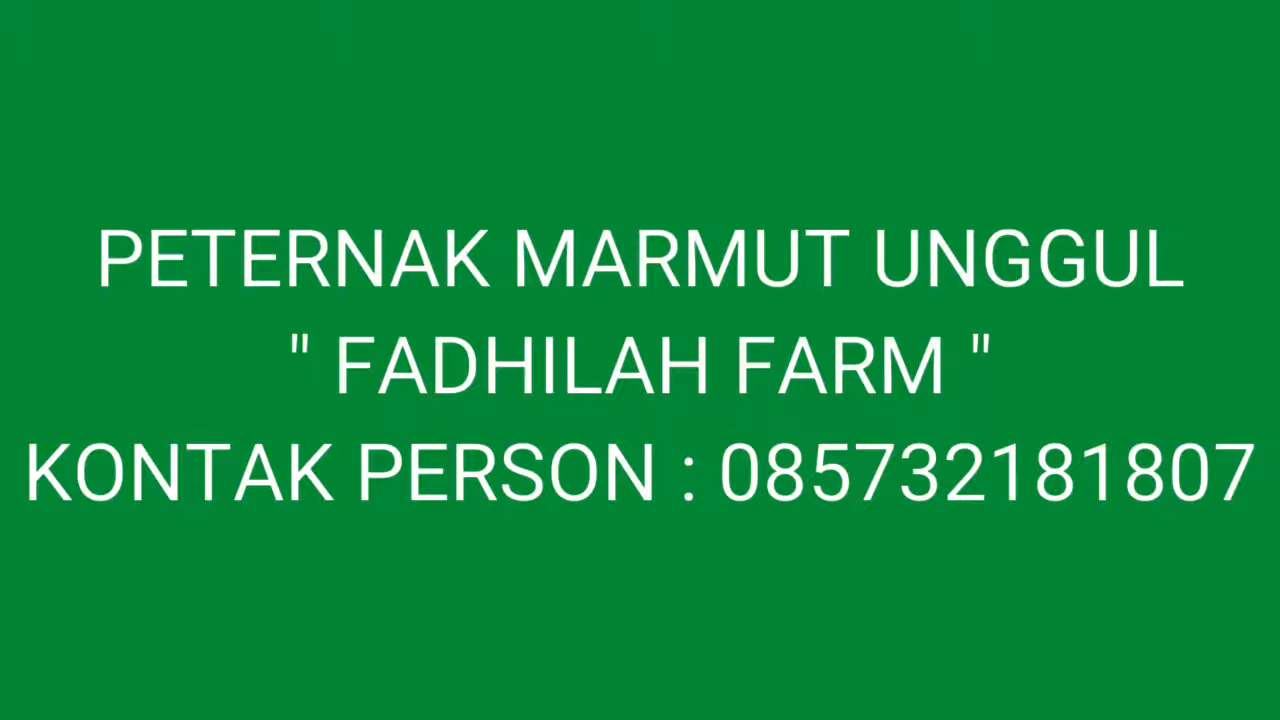 PETERNAK MARMUT UNGGUL
" FADHILAH FARM "
KONTAK PERSON : 085732181807